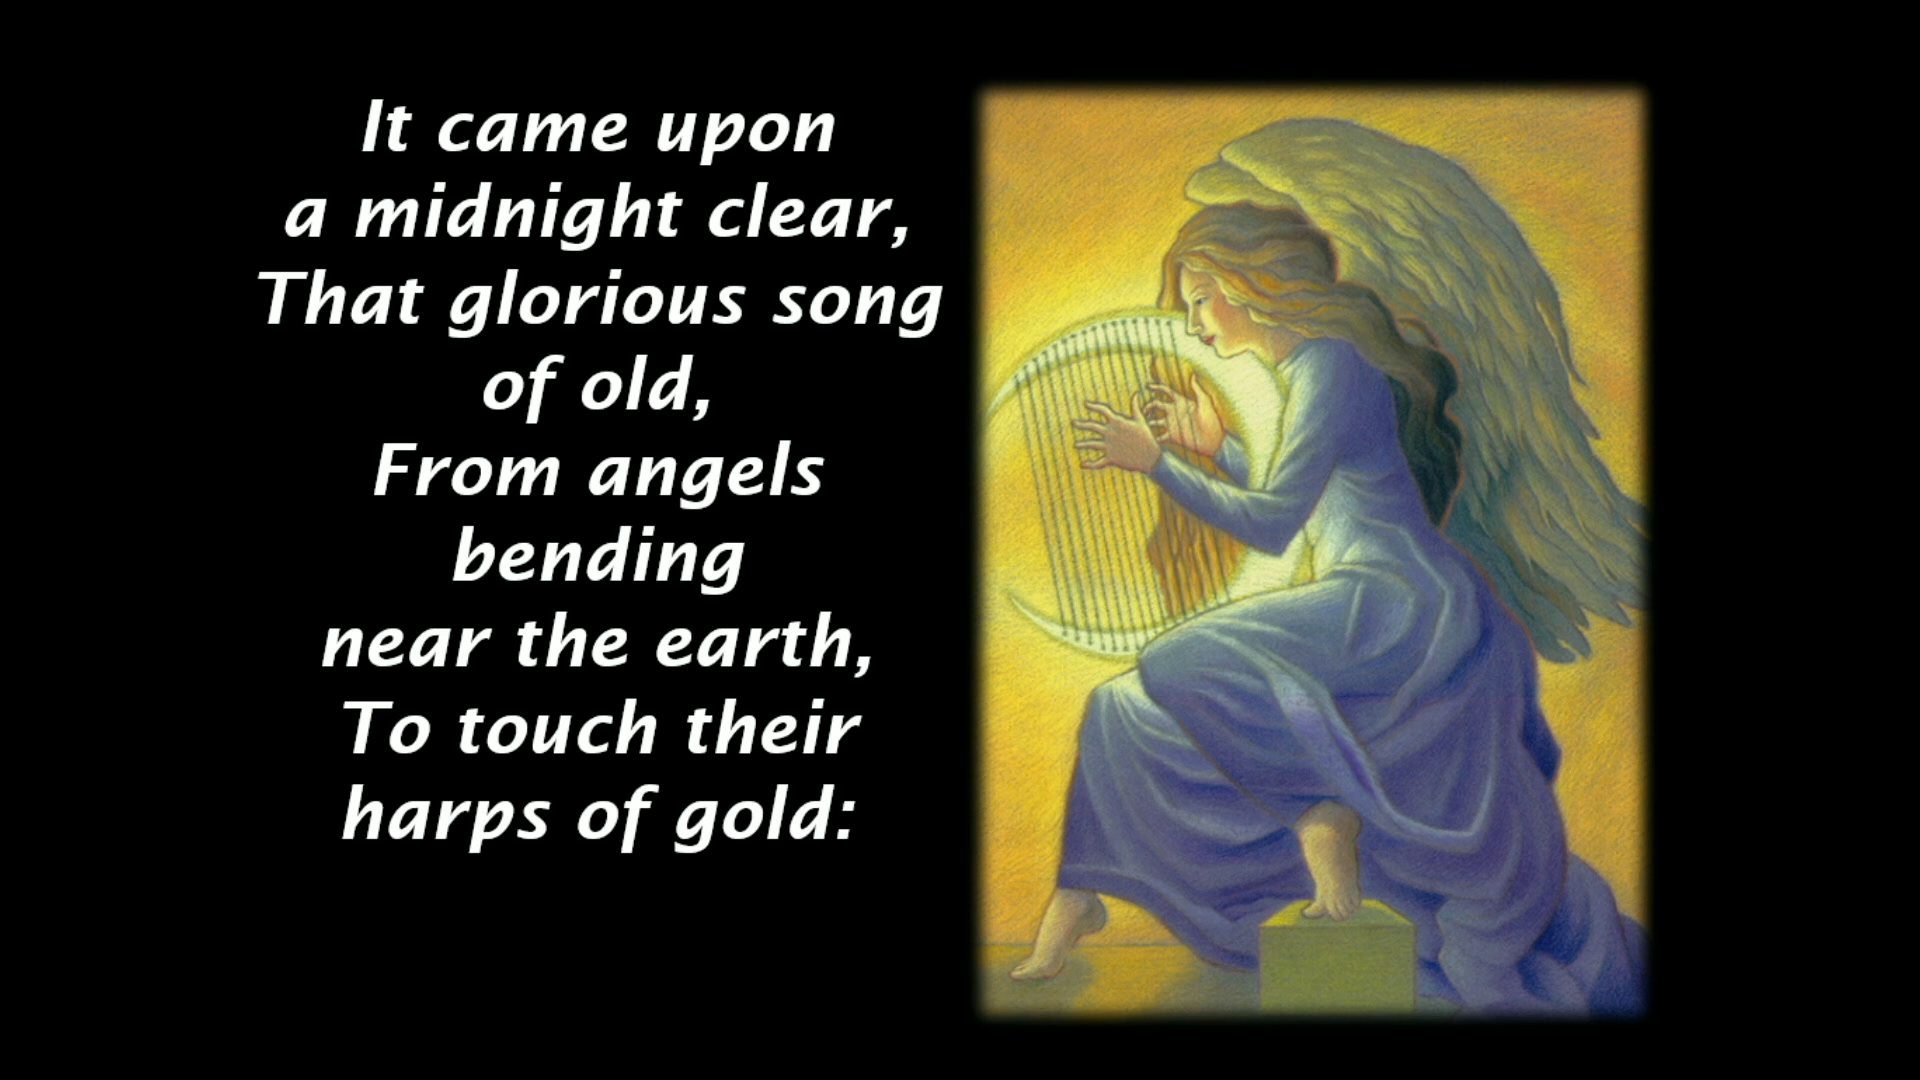 It came upon
a midnight clear,
That glorious song
of old,
From angels
bending
near the earth,
To touch their
harps of gold: